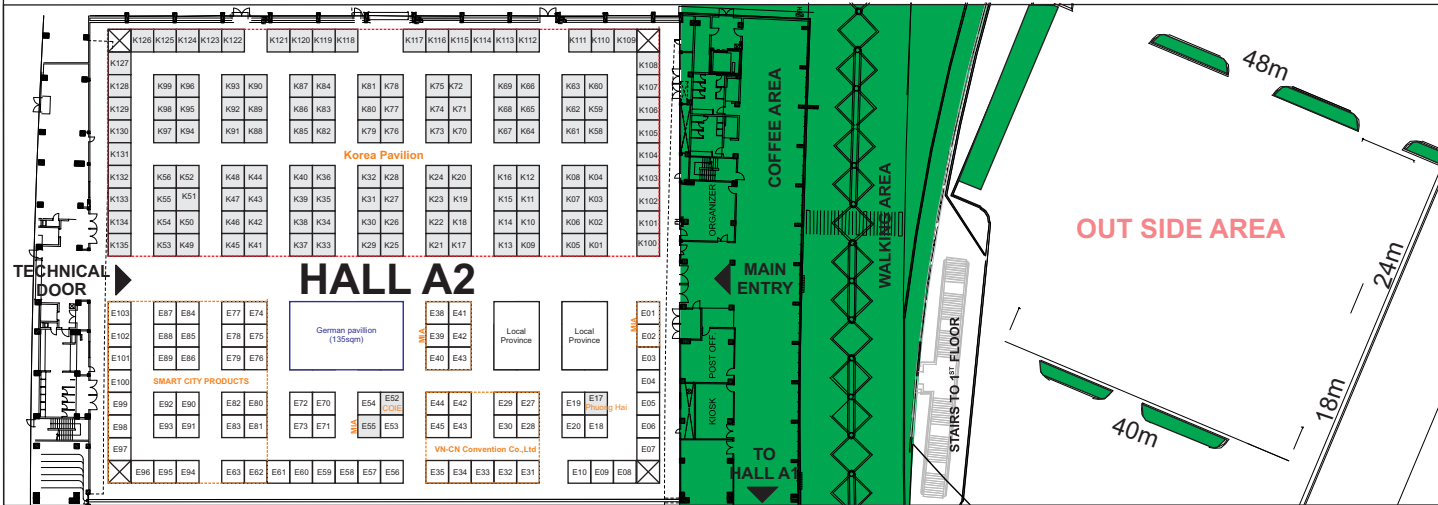 K126 K125 K124 K123 K122 K121 K120 K119 K118 K117 K116 K115 K114 K113 K112 K111 K110 K109
K127 K108
K128 K99 K96 K93 K90 K87 K84 K81 K78 K75 K72 K69 K66 K63 K60 K107
K129 K98 K95 K92 K89 K86 K83 K80 K77 K74 K71 K68 K65 K62 K59 K106
K130 K97 K94 K91 K88 K85 K82 K79 K76 K73 K70 K67 K64 K61 K58 K105
K131 Korea Pavilion K104
K132 K56 K52 K48 K44 K40 K36 K32 K28 K24 K20 K16 K12 K08 K04 K103
K133 K55 K51 K47 K43 K39 K35 K31 K27 K23 K19 K15 K11 K07 K03 K102
K134 K54 K50 K46 K42 K38 K34 K30 K26 K22 K18 K14 K10 K06 K02 K101
K135 K53 K49 K45 K41 K37 K33 K29 K25 K21 K17 K13 K09 K05 K01 K100
TECHNICAL
DOOR
HALL A2
E103 E87 E84 E77 E74 E38 E41 E01
E102 E88 E85 E78 E75 E39 E42 E02
E101 E89 E86 E79 E76 E40 E43 E03
German pavilion
(135sqm)
MIA
Local
Province
Local
Province
MIA
E100 SMART CITY PRODUCTS E04
E99 E92 E90 E82 E80 E72 E70 E54 E52 E44 E42 E29 E27 E19 E17 E05
COIE
Phuong Hai
E98 E93 E91 E83 E81 E73 E71 E55 E53 E45 E43 E30 E28 E20 E18 E06
MIA
E97 VN-CN Convention Co.,Ltd E07
E96 E95 E94 E63 E62 E61 E60 E59 E58 E57 E56 E35 E34 E33 E32 E31 E10 E09 E08
COFFEE AREA
ORGANIZER
MAIN
ENTRY
POST OFF.
KIOSK
TO
HALL A1
WALKING AREA
STAIRS TO 1ST FLOOR
OUT SIDE AREA
48m
24m
18m
40m